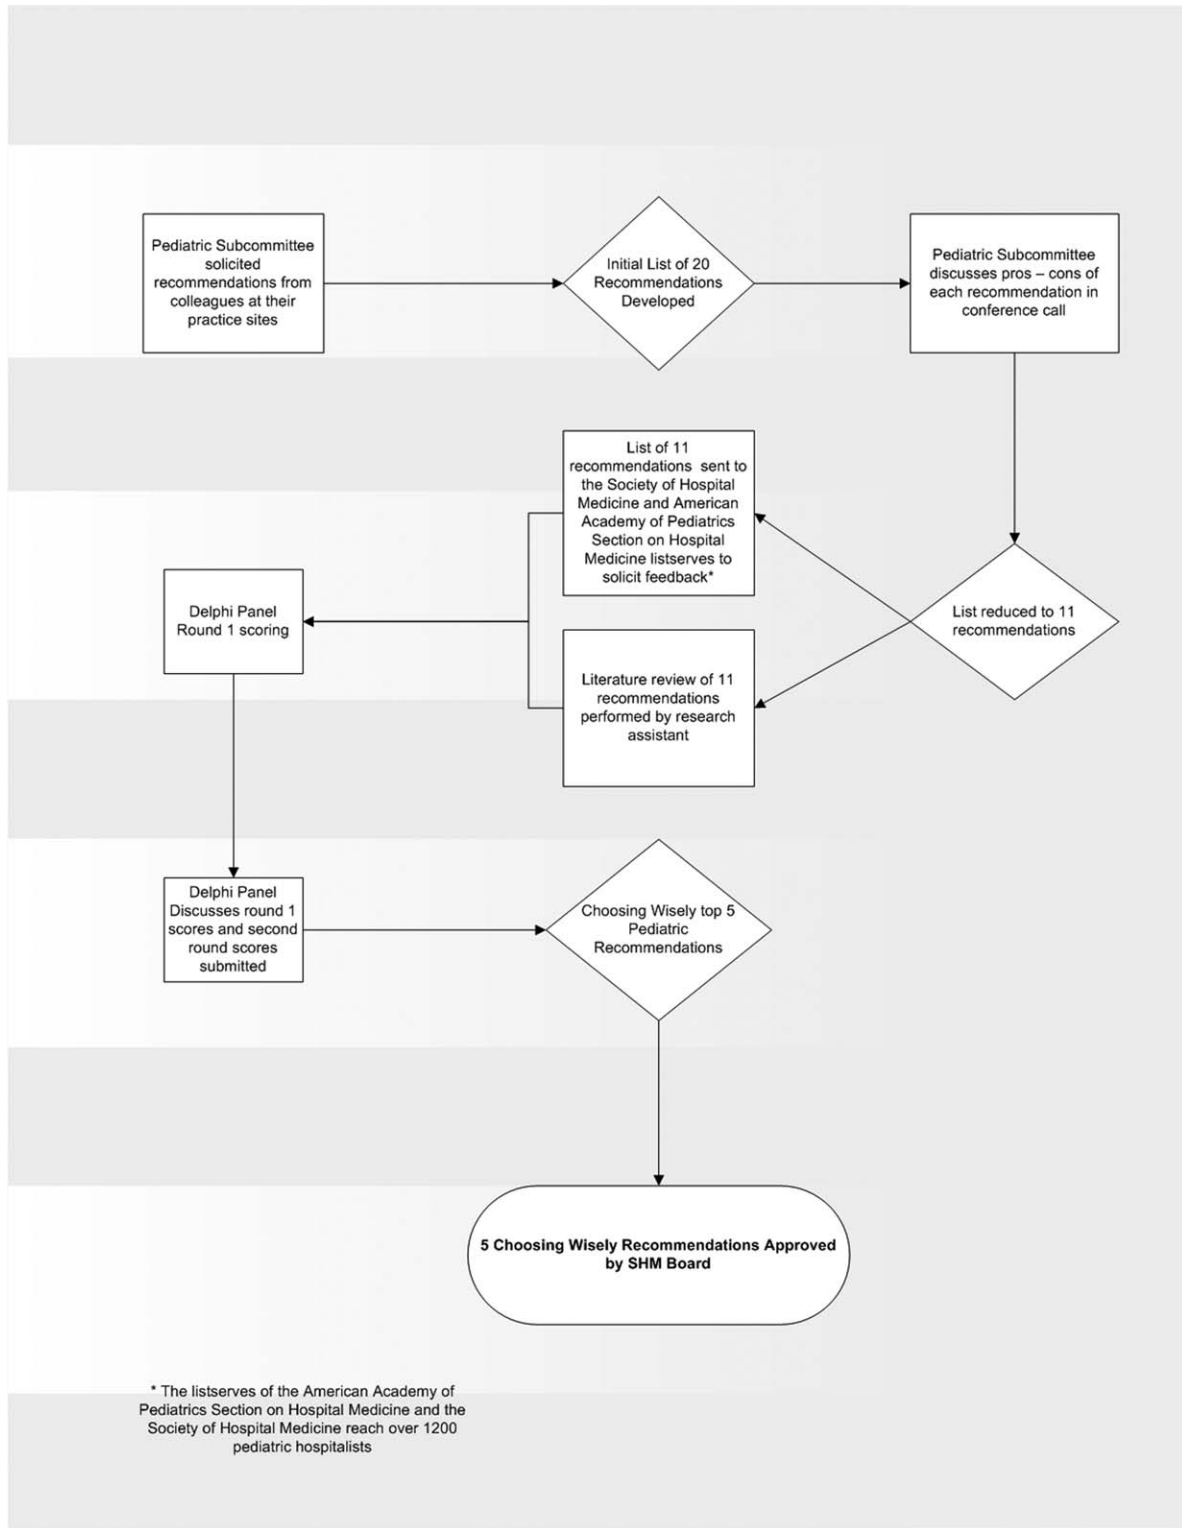 Pediatric Subcommittee
solicited
recommendations from
colleagues at their
practice sites
Initial List of 20
Recommendations
Developed
Pediatric Subcommittee
discusses pros – cons of
each recommendation in
conference call
List reduced to 11
recommendations
List of 11
recommendations sent to
the Society of Hospital
Medicine and American
Academy of Pediatrics
Section on Hospital
Medicine listserves to
solicit feedback*
Literature review of 11
recommendations
performed by research
assistant
Delphi Panel
Round 1 scoring
Delphi Panel
Discusses round 1
scores and second
round scores
submitted
Choosing Wisely top 5
Pediatric
Recommendations
5 Choosing Wisely Recommendations Approved
by SHM Board
* The listserves of the American Academy of
Pediatrics Section on Hospital Medicine and the
Society of Hospital Medicine reach over 1200
pediatric hospitalists